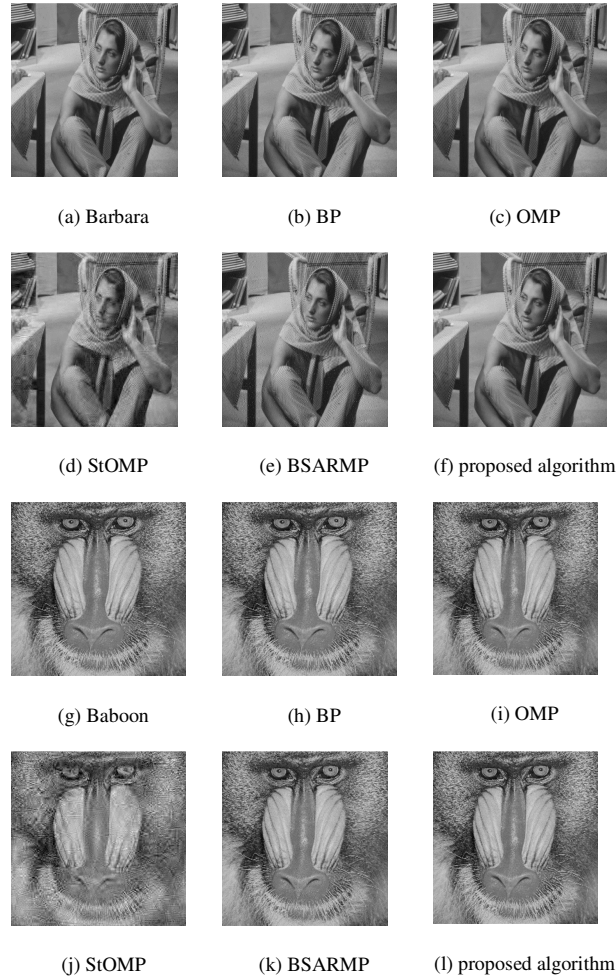 (a) Barbara
(b) BP
(c) OMP
(d) StOMP
(e) BSARMP
(f) proposed algorithm
(g) Baboon
(h) BP
(i) OMP
(j) StOMP
(k) BSARMP
(l) proposed algorithm